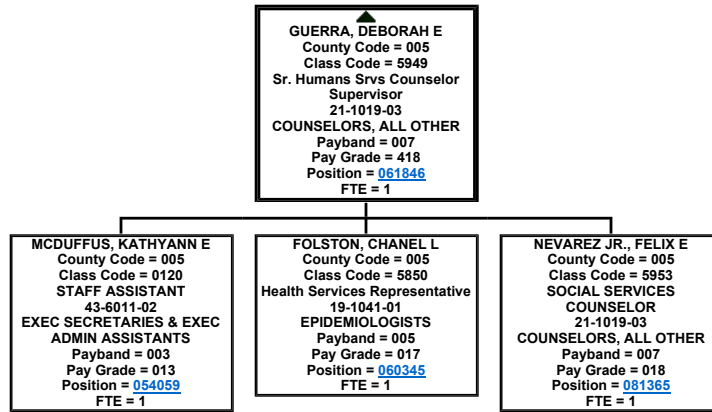 GUERRA, DEBORAH E
County Code = 005
Class Code = 5949
Sr. Humans Srvs Counselor
Supervisor
21-1019-03
COUNSELORS, ALL OTHER
Payband = 007
Pay Grade = 418
Position = 061846
FTE = 1
MCDUFFUS, KATHYANN E
County Code = 005
Class Code = 0120
STAFF ASSISTANT
43-6011-02
EXEC SECRETARIES & EXEC
ADMIN ASSISTANTS
Payband = 003
Pay Grade = 013
Position = 054059
FTE = 1
FOLSTON, CHANEL L
County Code = 005
Class Code = 5850
Health Services Representative
19-1041-01
EPIDEMIOLOGISTS
Payband = 005
Pay Grade = 017
Position = 060345
FTE = 1
NEVAREZ JR., FELIX E
County Code = 005
Class Code = 5953
SOCIAL SERVICES
COUNSELOR
21-1019-03
COUNSELORS, ALL OTHER
Payband = 007
Pay Grade = 018
Position = 081365
FTE = 1